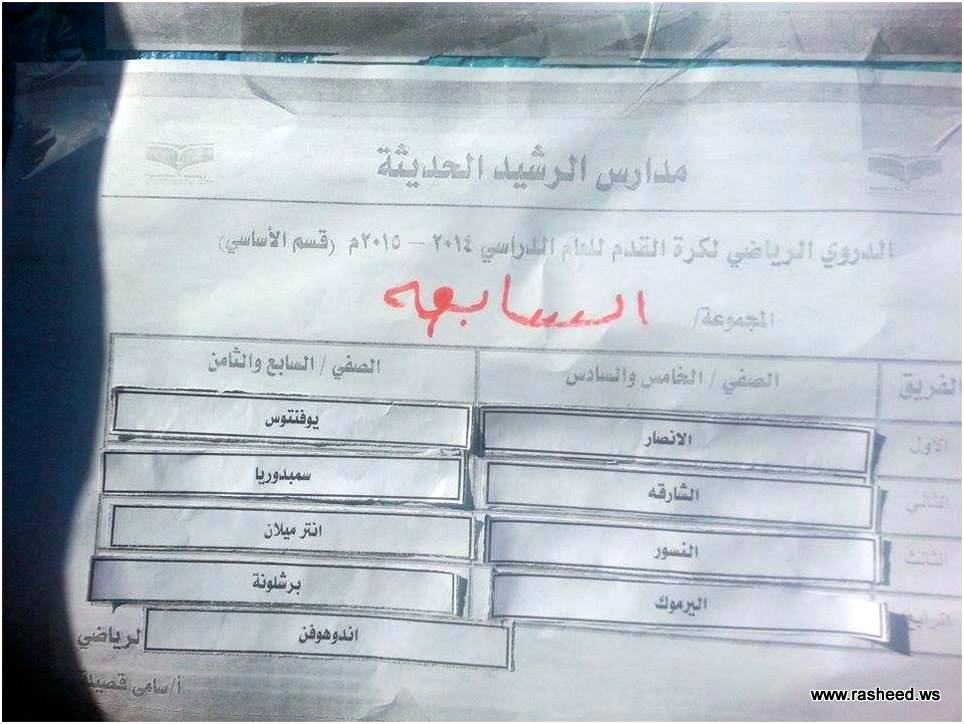 مدارس الرشيد الحديثة
الدروي الرياضي لكرة القدم للعام الدراسي ٢٠١٤ – ٢٠١٥م (قسم الأساسي)
المجموعة/ السابعه
الفريق الصفي / الخامس والسادس الصفي / السابع والثامن
الأول الانصار يوفنتوس
الثاني الشارقه سمبدوريا
الثالث النسور انتر ميلان
الرابع اليرموك برشلونة
اندوهوفن لرياضي
أ/سامي
www.rasheed.ws